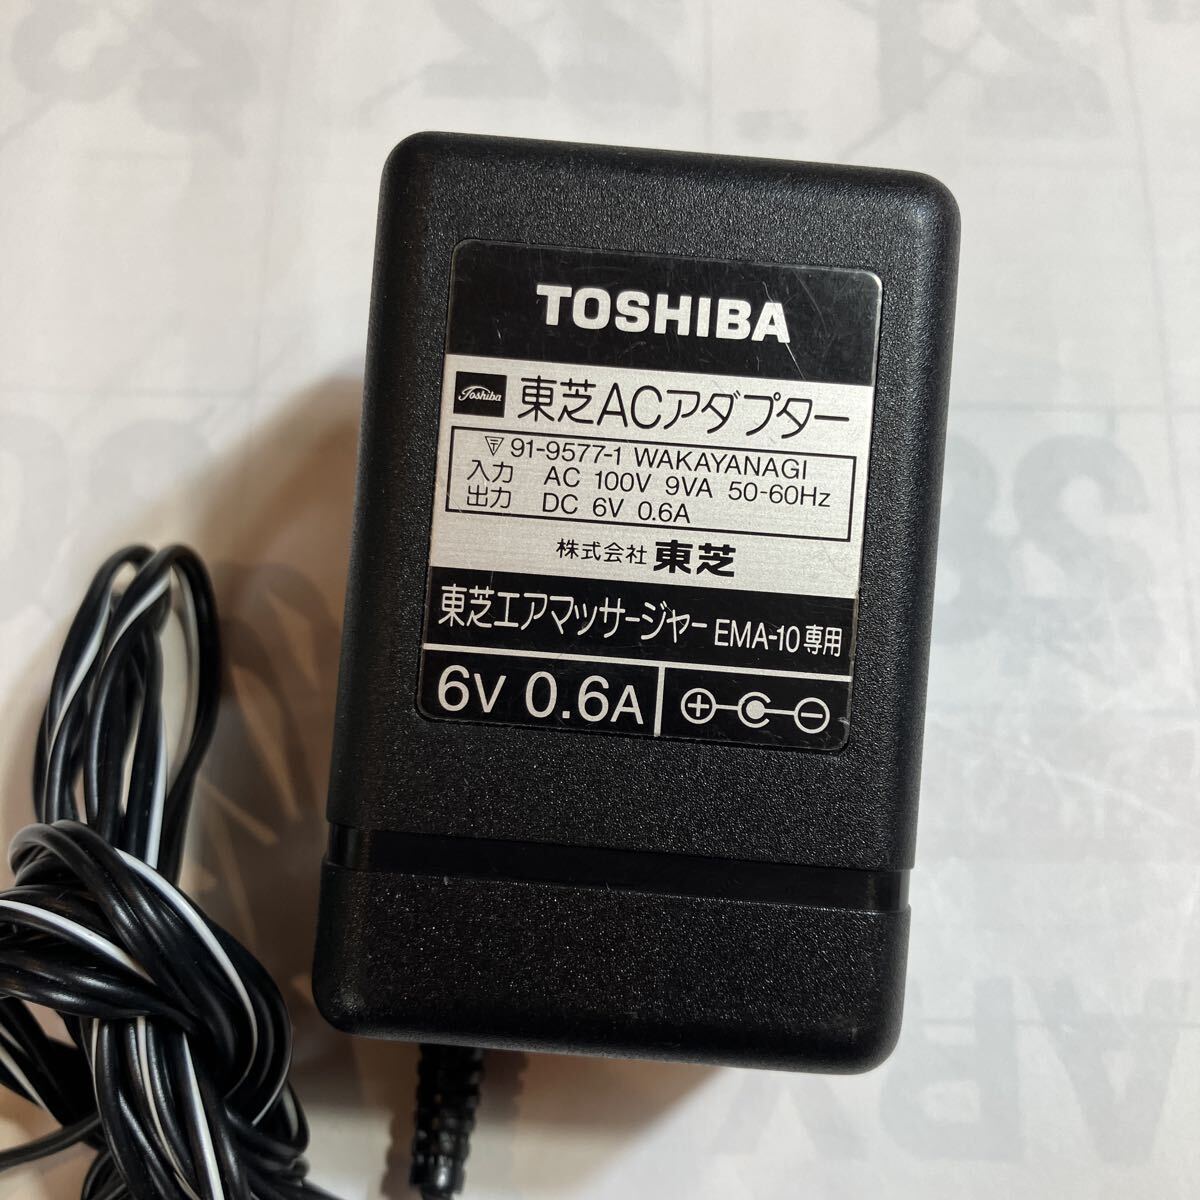 TOSHIBA
Toshiba 東芝ACアダプター
91-9577-1 WAKAYANAGI
入力 AC 100V 9VA 50-60Hz
出力 DC 6V 0.6A
株式会社 東芝
東芝エアマッサージャー EMA-10専用
6V 0.6A